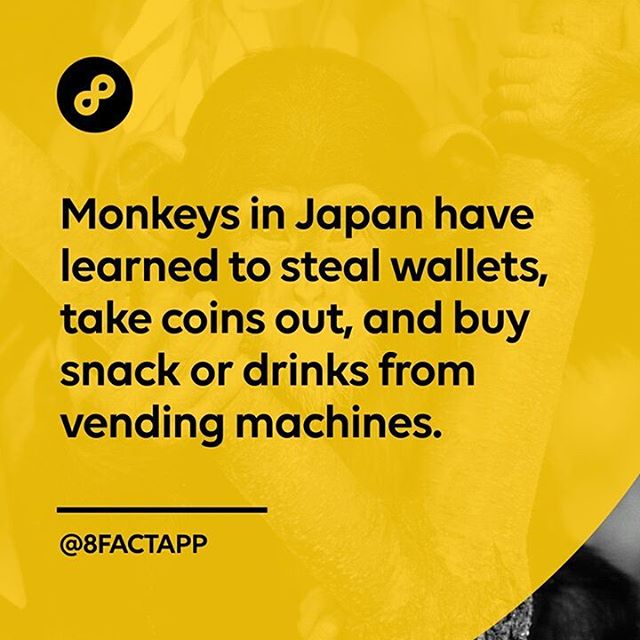 Monkeys in Japan have
learned to steal wallets,
take coins out, and buy
snack or drinks from
vending machines.
@8FACTAPP